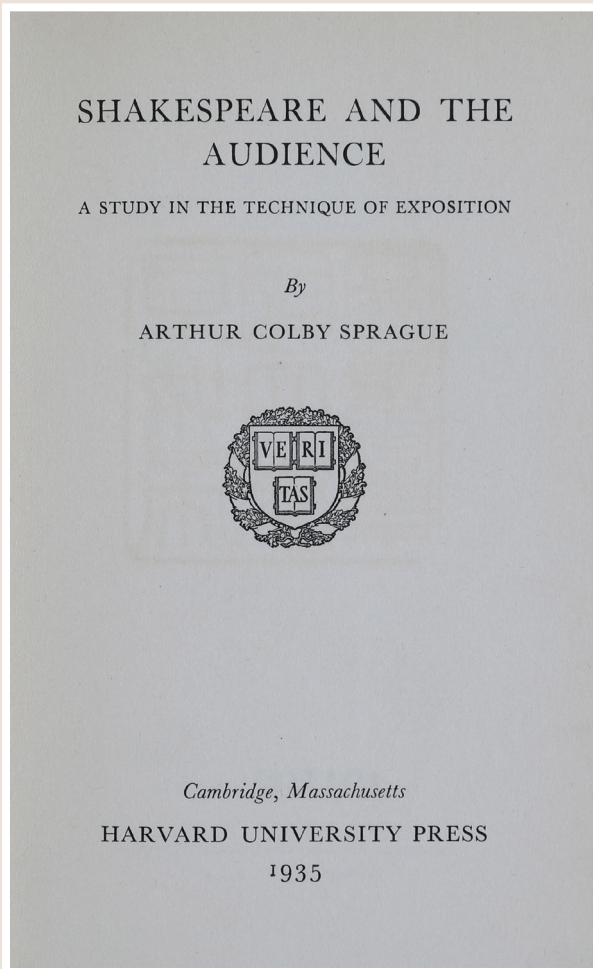 SHAKESPEARE AND THE
AUDIENCE
A STUDY IN THE TECHNIQUE OF EXPOSITION
By
ARTHUR COLBY SPRAGUE
VE RI
TAS
Cambridge, Massachusetts
HARVARD UNIVERSITY PRESS
1935